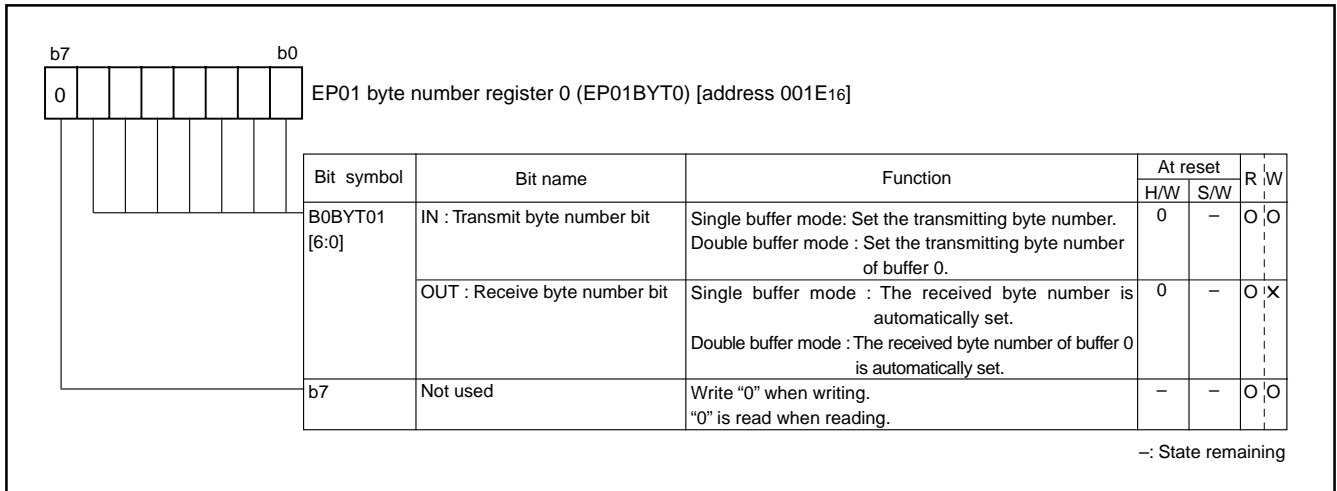 b7 b0
0
EP01 byte number register 0 (EP01BYT0) [address 001E16]
Bit symbol Bit name Function At reset R W
H/W S/W
B0BYT01 IN : Transmit byte number bit Single buffer mode: Set the transmitting byte number. 0 – O O
[6:0] Double buffer mode : Set the transmitting byte number
of buffer 0.
OUT : Receive byte number bit Single buffer mode : The received byte number is 0 – O X
automatically set.
Double buffer mode : The received byte number of buffer 0
is automatically set.
b7 Not used Write “0” when writing. – – O O
“0” is read when reading.
–: State remaining